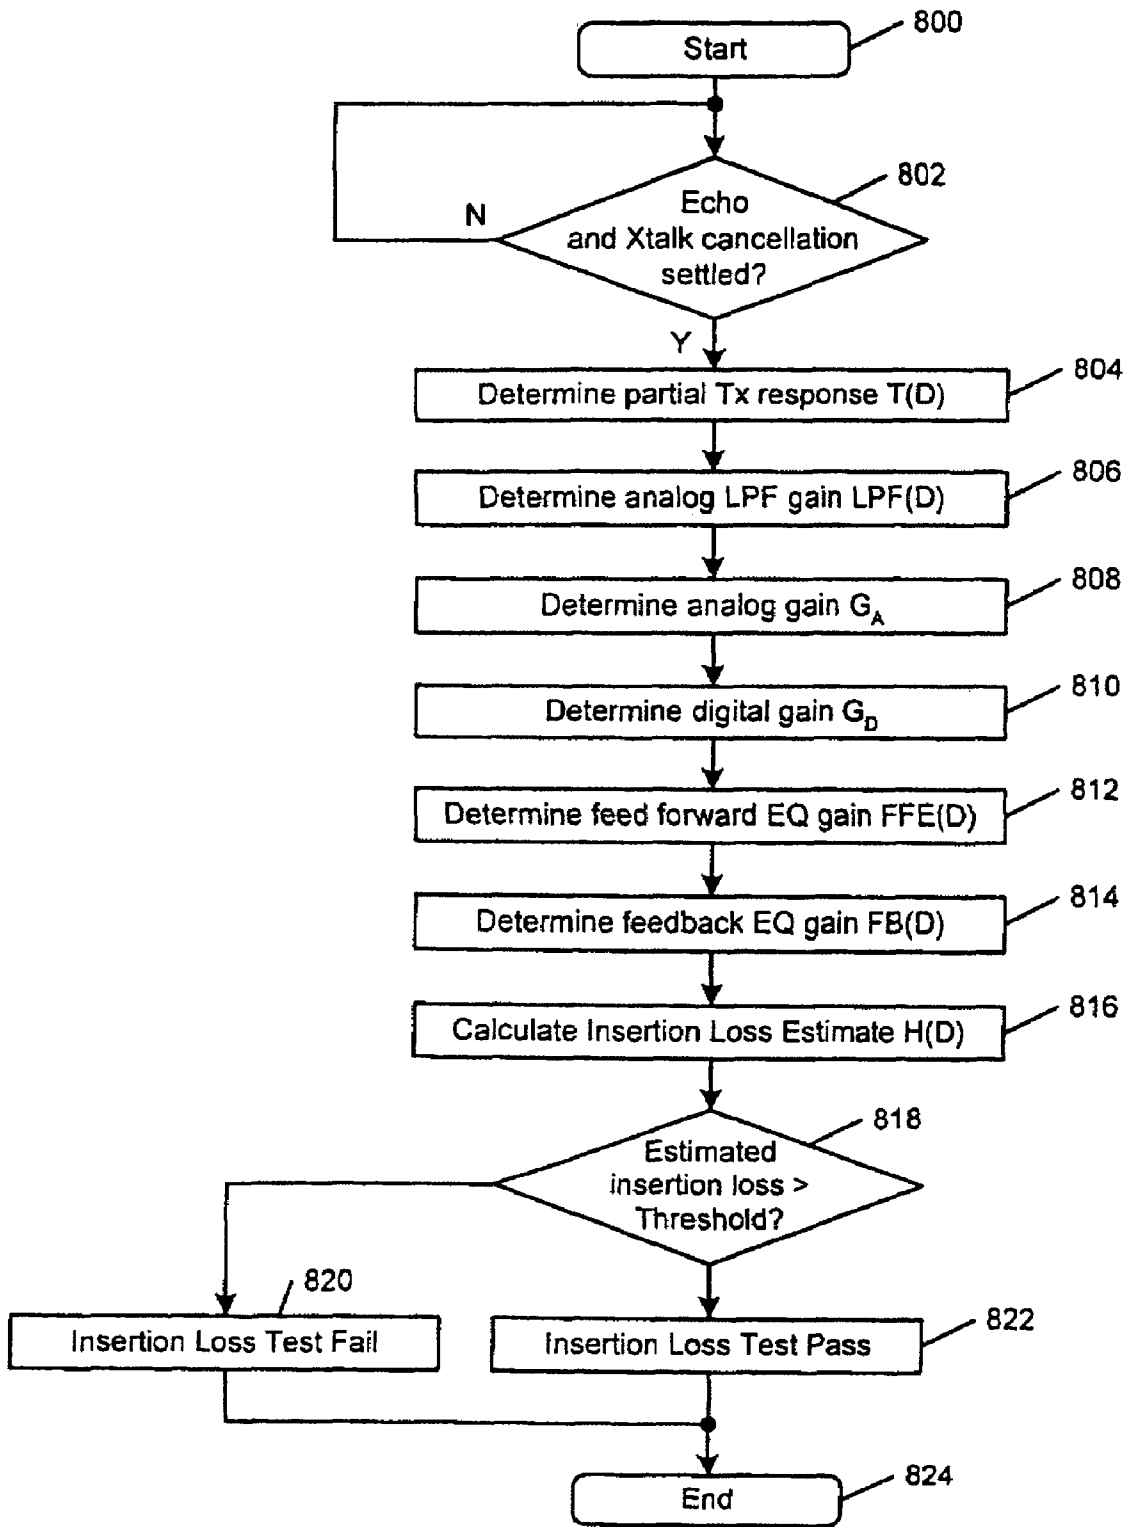 800
Start
802
Echo
and Xtalk cancellation
settled?
N
Y
804
Determine partial Tx response T(D)
806
Determine analog LPF gain LPF(D)
808
Determine analog gain G_A
810
Determine digital gain G_D
812
Determine feed forward EQ gain FFE(D)
814
Determine feedback EQ gain FB(D)
816
Calculate Insertion Loss Estimate H(D)
818
Estimated
insertion loss >
Threshold?
820
Insertion Loss Test Fail
822
Insertion Loss Test Pass
824
End